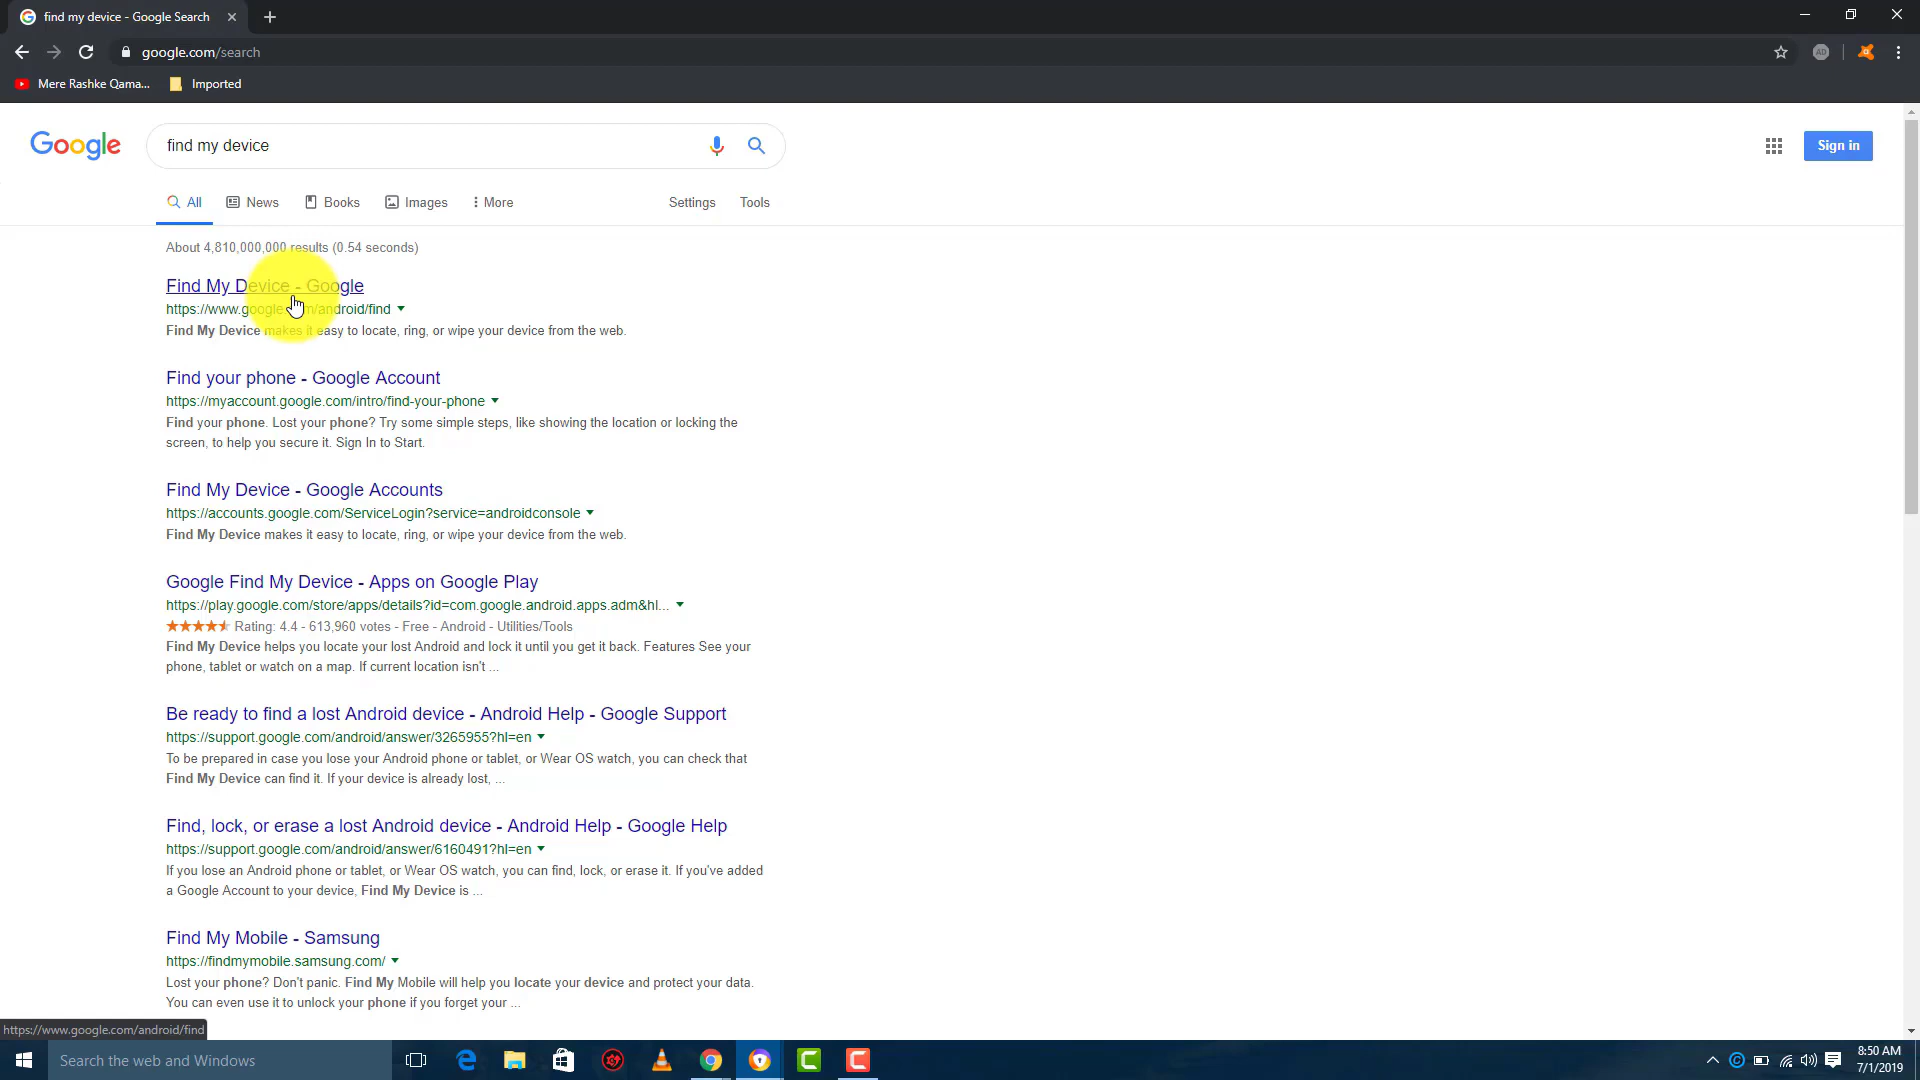 find my device - Google Search
google.com/search
Mere Rashke Qama...
Imported
Google
find my device
Sign in
All
News
Books
Images
More
Settings
Tools
About 4,810,000,000 results (0.54 seconds)
Find My Device - Google
https://www.google. m/android/find
Find My Device makes it easy to locate, ring, or wipe your device from the web.
Find your phone - Google Account
https://myaccount.google.com/intro/find-your-phone
Find your phone. Lost your phone? Try some simple steps, like showing the location or locking the
screen, to help you secure it. Sign In to Start.
Find My Device - Google Accounts
https://accounts.google.com/ServiceLogin?service=androidconsole
Find My Device makes it easy to locate, ring, or wipe your device from the web.
Google Find My Device - Apps on Google Play
https://play.google.com/store/apps/details?id=com.google.android.apps.adm&hl...
Rating: 4.4 - 613,960 votes - Free - Android - Utilities/Tools
Find My Device helps you locate your lost Android and lock it until you get it back. Features See your
phone, tablet or watch on a map. If current location isn't ...
Be ready to find a lost Android device - Android Help - Google Support
https://support.google.com/android/answer/3265955?hl=en
To be prepared in case you lose your Android phone or tablet, or Wear OS watch, you can check that
Find My Device can find it. If your device is already lost, ...
Find, lock, or erase a lost Android device - Android Help - Google Help
https://support.google.com/android/answer/6160491?hl=en
If you lose an Android phone or tablet, or Wear OS watch, you can find, lock, or erase it. If you've added
a Google Account to your device, Find My Device is ...
Find My Mobile - Samsung
https://findmymobile.samsung.com/
Lost your phone? Don't panic. Find My Mobile will help you locate your device and protect your data.
You can even use it to unlock your phone if you forget your ...
https://www.google.com/android/find
Search the web and Windows
8:50 AM
7/1/2019